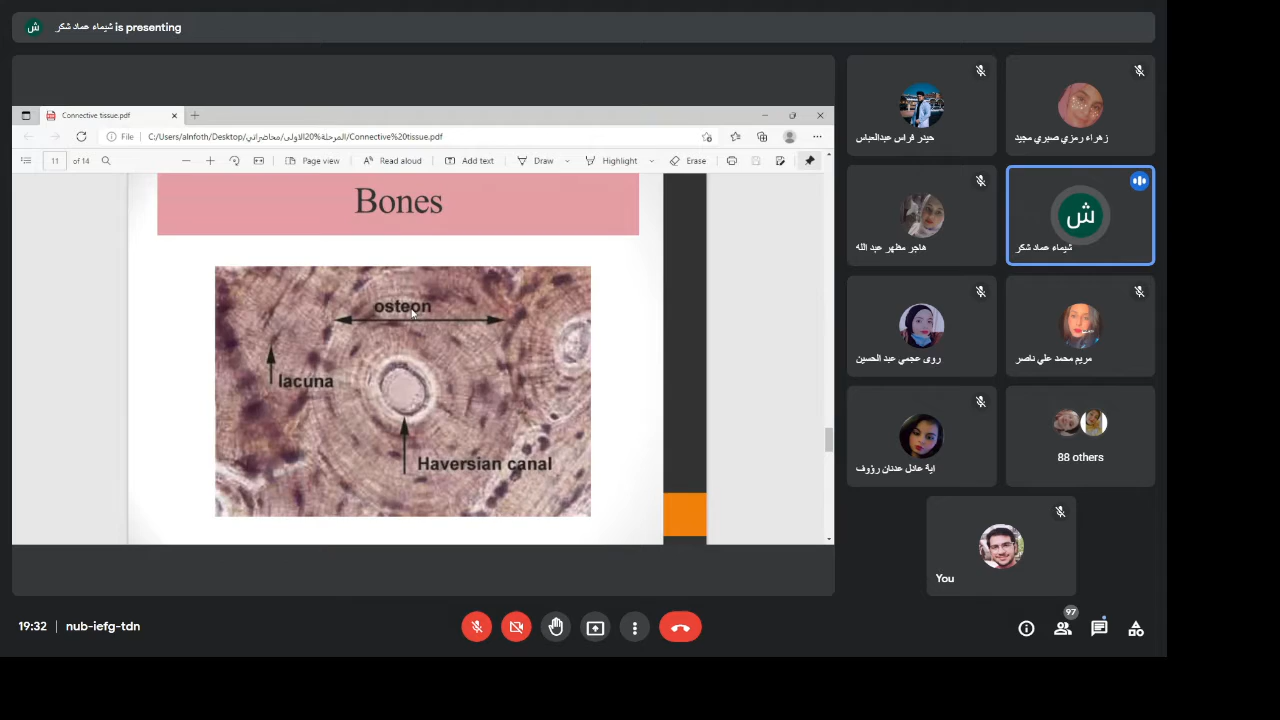 ش شيماء عماد شكر is presenting
Connective tissue.pdf
File C:/Users/alnfoth/Desktop/محاضراتي/المرحلة%20الاولى/Connective%20tissue.pdf
11 of 14 Page view Read aloud Add text Draw Highlight Erase
Bones
osteon
lacuna
Haversian canal
حيدر فراس عبدالعباس
زهراء رمزي صبري مجيد
هاجر مظهر عبد الله
ش
شيماء عماد شكر
روى عجمي عبد الحسين
مريم محمد علي ناصر
اية عادل عدنان رؤوف
88 others
You
19:32 nub-iefg-tdn
97